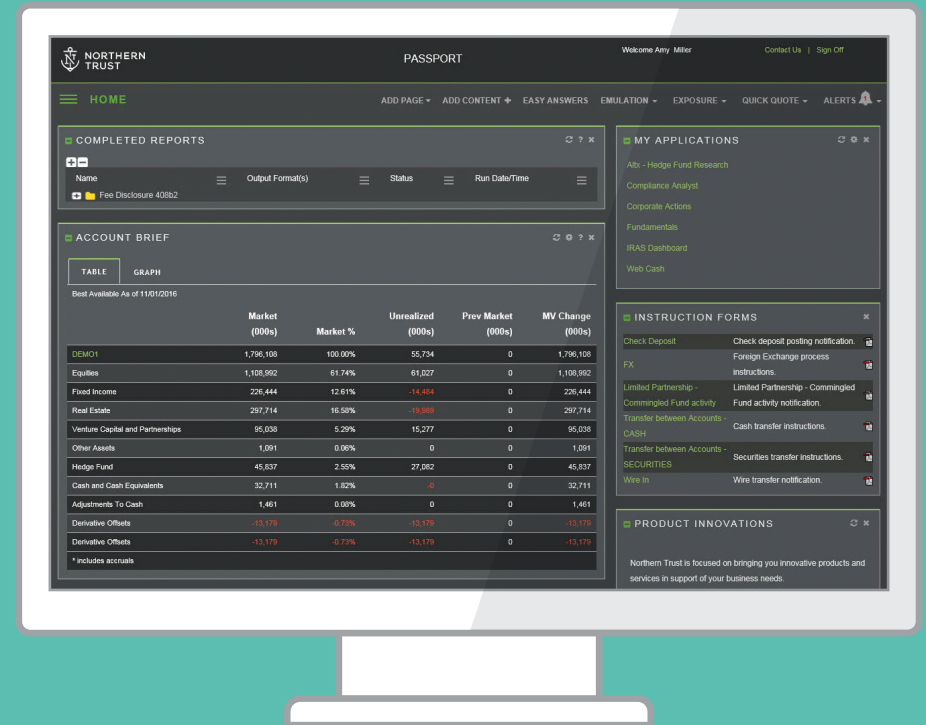 NORTHERN
TRUST
PASSPORT
Welcome Amy Miller
Contact Us | Sign Off
HOME
ADD PAGE ADD CONTENT EASY ANSWERS EMULATION EXPOSURE QUICK QUOTE ALERTS 1
COMPLETED REPORTS
Name Output Format(s) Status Run Date/Time
Fee Disclosure 408b2
ACCOUNT BRIEF
TABLE GRAPH
Best Available As of 11/01/2016
Market Unrealized Prev Market MV Change
(000s) Market % (000s) (000s) (000s)
DEMO1 1,796,108 100.00% 55,734 0 1,796,108
Equities 1,108,992 61.74% 61,027 0 1,108,992
Fixed Income 226,444 12.61% -14,484 0 226,444
Real Estate 297,714 16.58% -19,989 0 297,714
Venture Capital and Partnerships 95,038 5.29% 15,277 0 95,038
Other Assets 1,091 0.06% 0 0 1,091
Hedge Fund 45,837 2.55% 27,082 0 45,837
Cash and Cash Equivalents 32,711 1.82% -0 0 32,711
Adjustments To Cash 1,461 0.08% 0 0 1,461
Derivative Offsets -13,179 -0.73% -13,179 0 -13,179
Derivative Offsets -13,179 -0.73% -13,179 0 -13,179
* includes accruals
MY APPLICATIONS
Altx - Hedge Fund Research
Compliance Analyst
Corporate Actions
Fundamentals
IRAS Dashboard
Web Cash
INSTRUCTION FORMS
Check Deposit Check deposit posting notification.
FX Foreign Exchange process
instructions.
Limited Partnership - Limited Partnership - Commingled
Commingled Fund activity Fund activity notification.
Transfer between Accounts -
CASH Cash transfer instructions.
Transfer between Accounts -
SECURITIES Securities transfer instructions.
Wire In Wire transfer notification.
PRODUCT INNOVATIONS
Northern Trust is focused on bringing you innovative products and
services in support of your business needs.